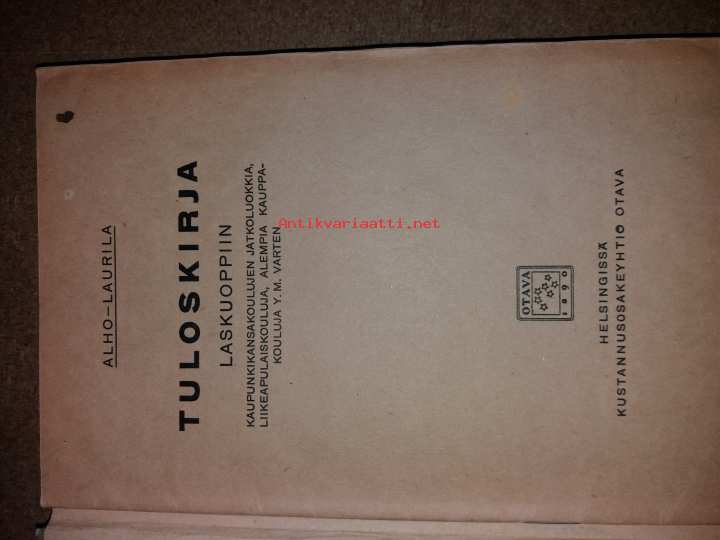 ALHO–LAURILA
TULOSKIRJA
LASKUOPPIIN
KAUPUNKIKANSAKOULUJEN JATKOLUOKKIA,
LIIKEAPULAISKOULUJA, ALEMPIA KAUPPA-
KOULUJA Y. M. VARTEN
Antikvariaatti.net
OTAVA
1890
HELSINGISSÄ
KUSTANNUSOSAKEYHTIÖ OTAVA